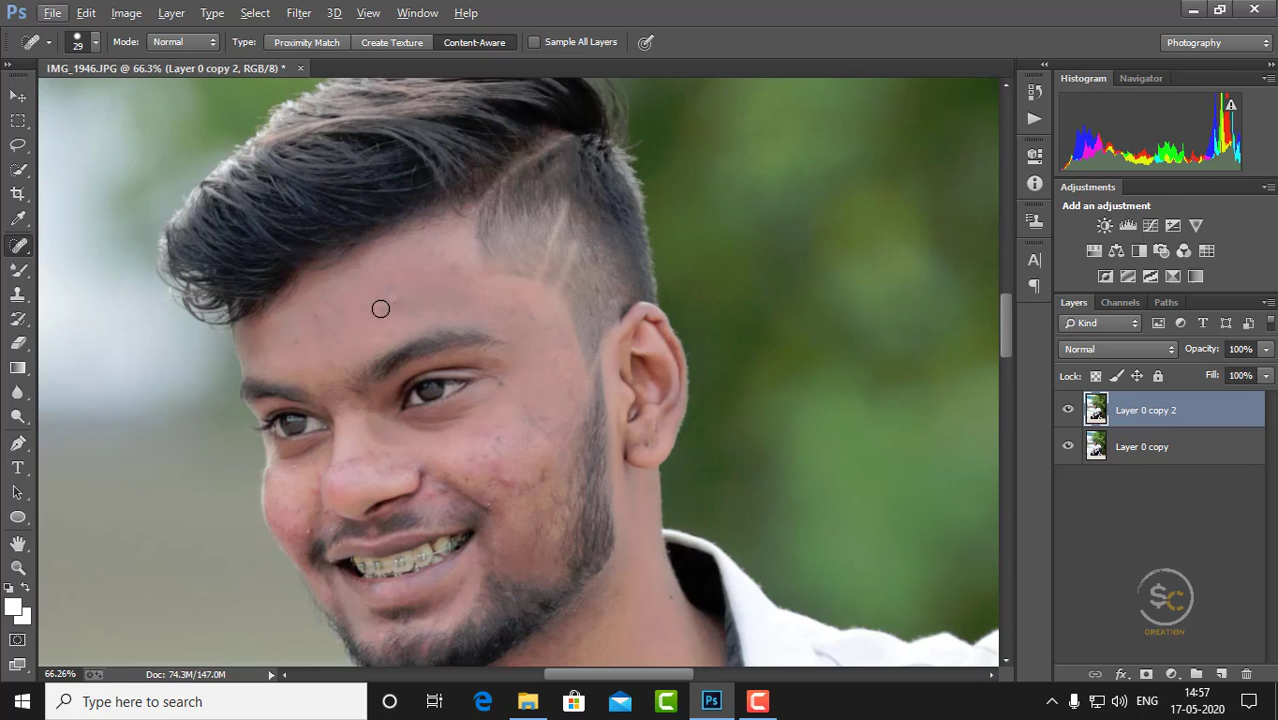 Ps File Edit Image Layer Type Select Filter 3D View Window Help
29 Mode: Normal Type: Proximity Match Create Texture Content-Aware Sample All Layers Photography
IMG_1946.JPG @ 66.3% (Layer 0 copy 2, RGB/8) *
Histogram Navigator
Adjustments
Add an adjustment
Layers Channels Paths
Kind
Normal Opacity: 100%
Lock: Fill: 100%
Layer 0 copy 2
Layer 0 copy
SC
CREATION
66.26% Doc: 74.3M/147.0M
Type here to search
Ps
ENG
14:57
17-05-2020